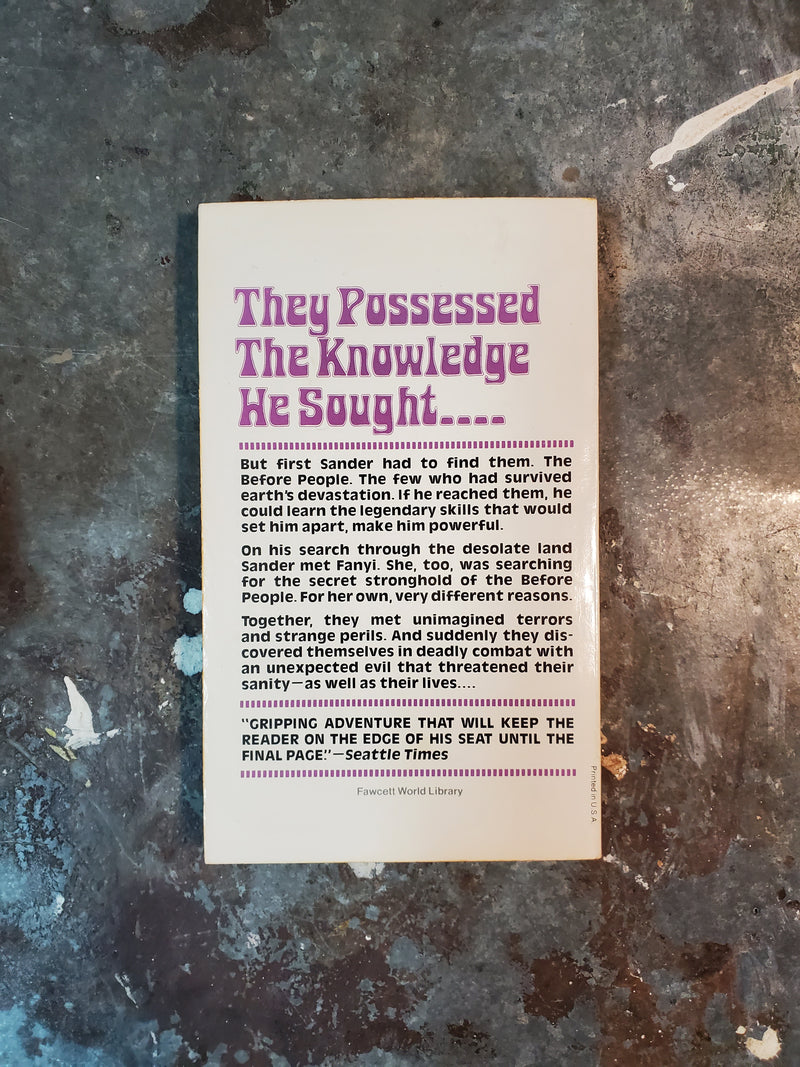 They Possessed
The Knowledge
He Sought....
But first Sander had to find them. The
Before People. The few who had survived
earth's devastation. If he reached them, he
could learn the legendary skills that would
set him apart, make him powerful.
On his search through the desolate land
Sander met Fanyi. She, too, was searching
for the secret stronghold of the Before
People. For her own, very different reasons.
Together, they met unimagined terrors
and strange perils. And suddenly they dis-
covered themselves in deadly combat with
an unexpected evil that threatened their
sanity—as well as their lives....
"GRIPPING ADVENTURE THAT WILL KEEP THE
READER ON THE EDGE OF HIS SEAT UNTIL THE
FINAL PAGE."—Seattle Times
Fawcett World Library
Printed in U.S.A.